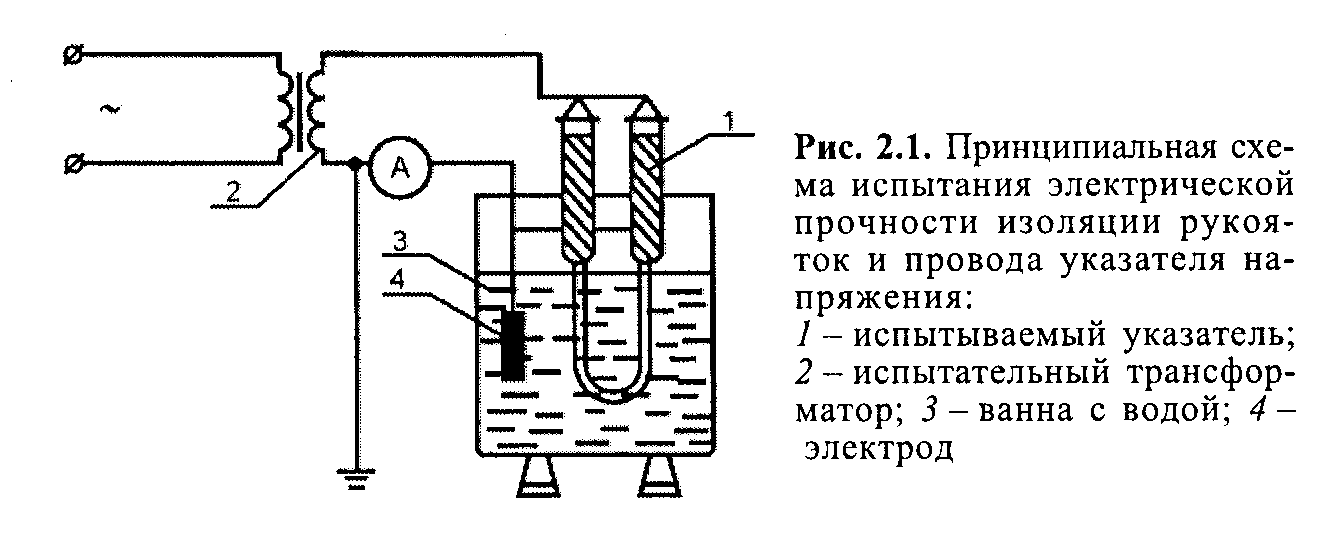 ~
A
1
2
3
4
Рис. 2.1. Принципиальная схе-
ма испытания электрической
прочности изоляции рукоя-
ток и провода указателя на-
пряжения:
1 – испытываемый указатель;
2 – испытательный трансфор-
матор; 3 – ванна с водой; 4 –
электрод